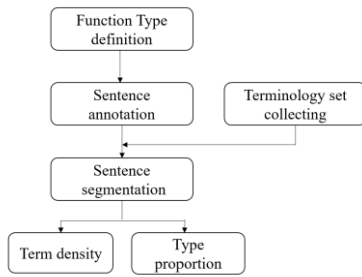 Function Type
definition
Sentence
annotation
Terminology set
collecting
Sentence
segmentation
Term density
Type
proportion